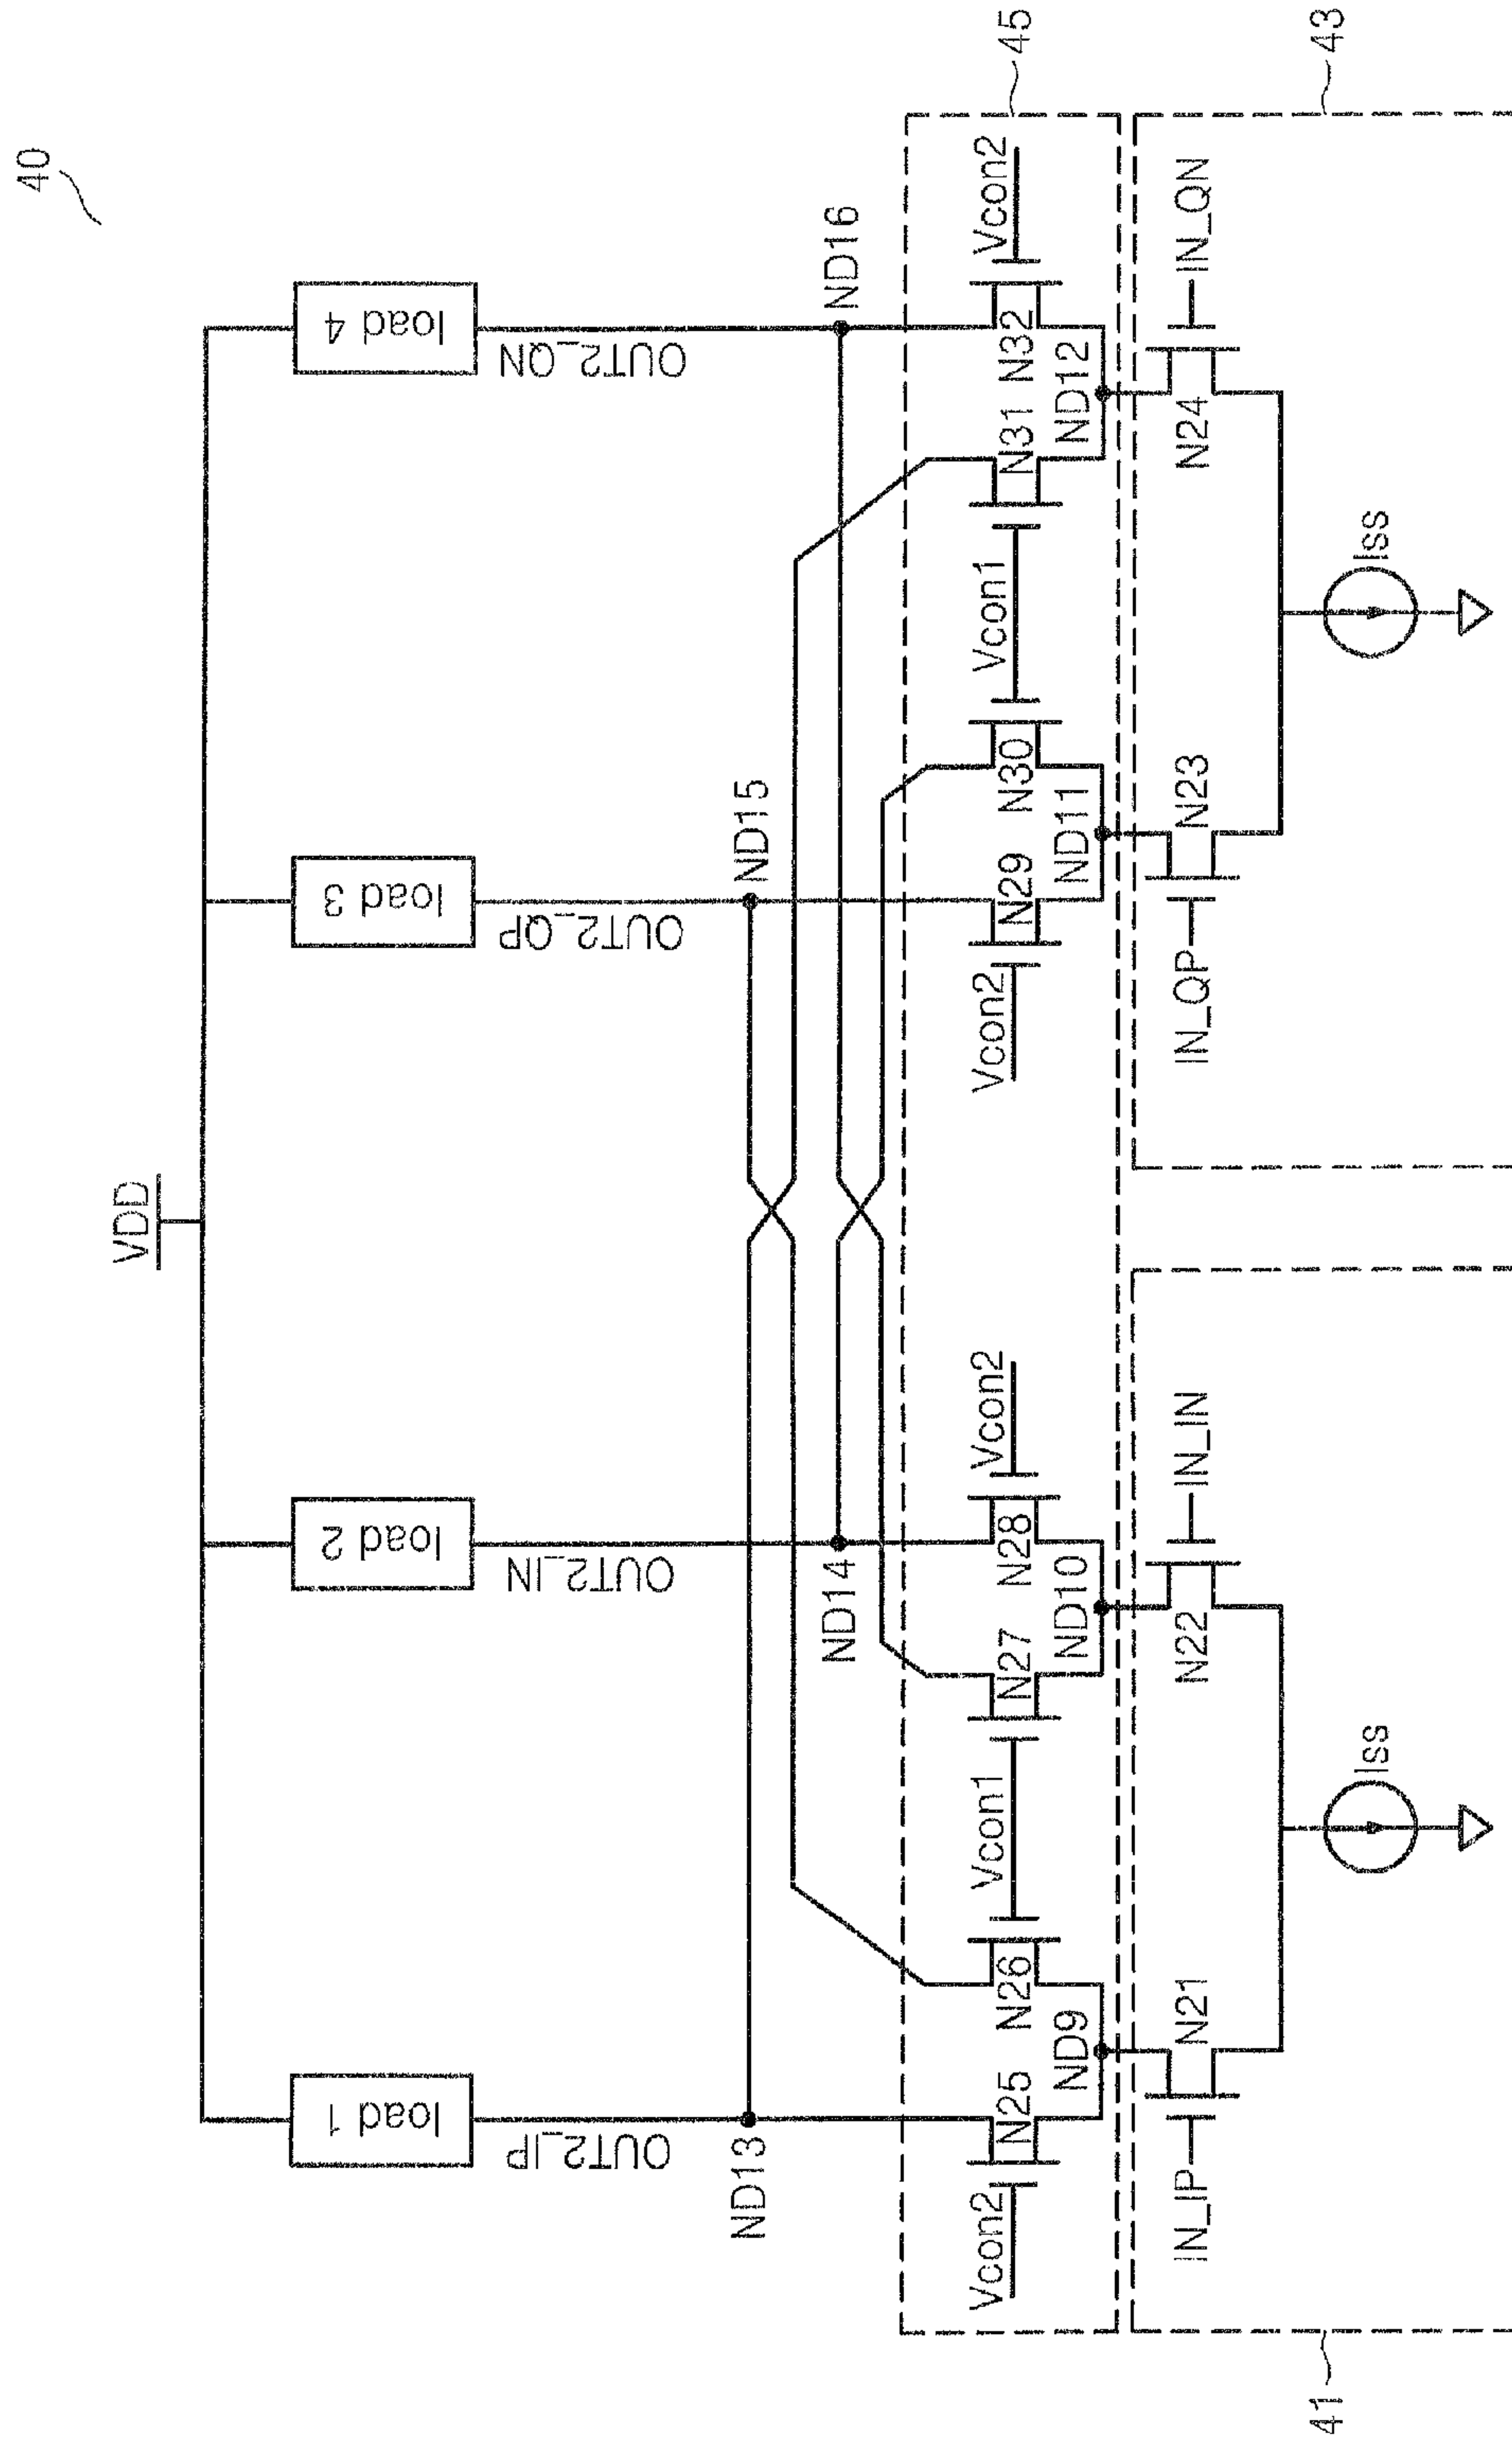 40
VDD
load 1
load 2
load 3
load 4
OUT2_IP
OUT2_IN
OUT2_QP
OUT2_QN
ND13
ND14
ND15
ND16
45
Vcon2
N25
N26
Vcon1
N27
N28
Vcon2
Vcon2
N29
N30
Vcon1
N31
N32
Vcon2
ND9
ND10
ND11
ND12
41
IN_IP
N21
N22
IN_IN
IN_QP
N23
N24
IN_QN
43
Iss
Iss